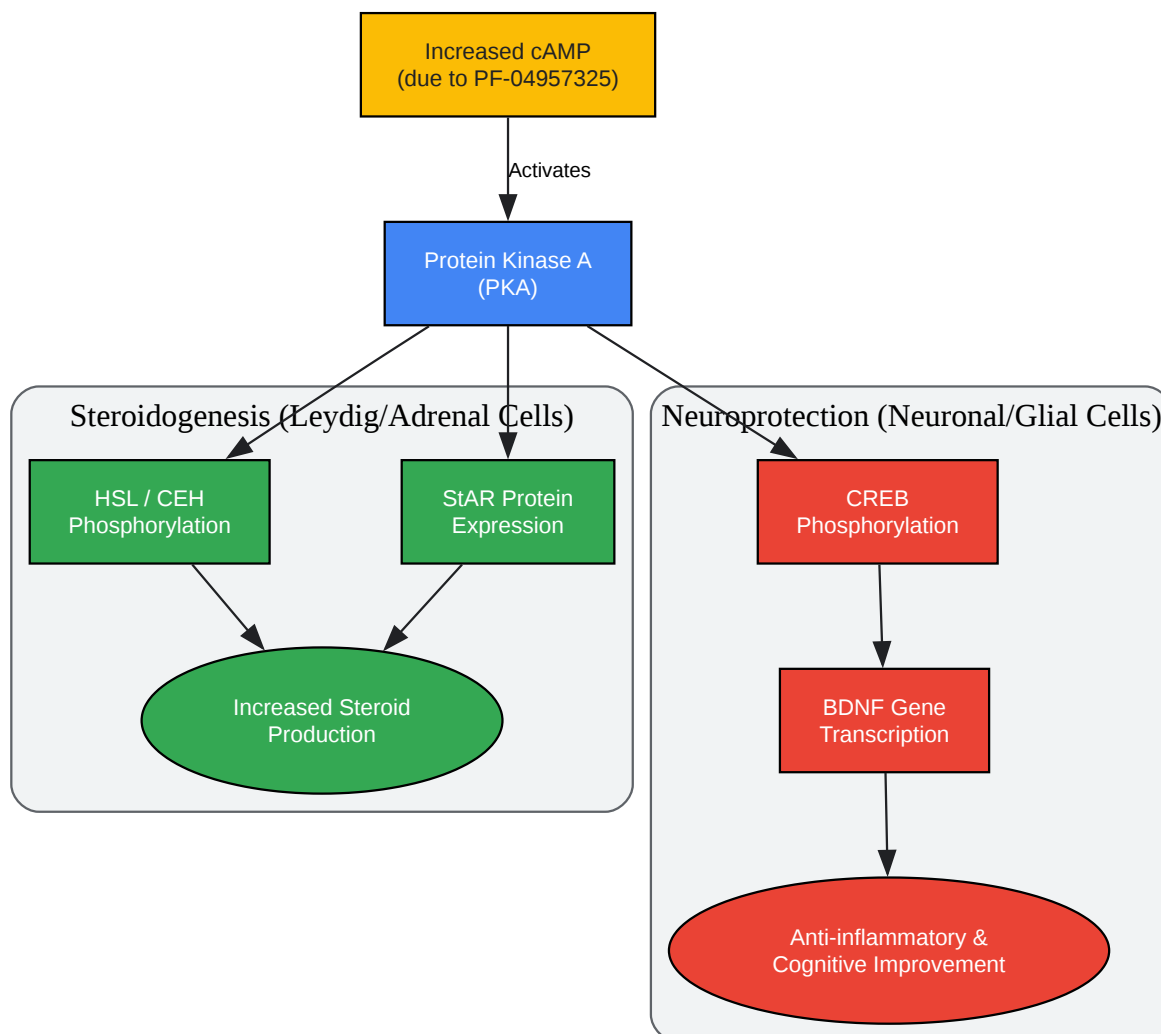 Increased cAMP
(due to PF-04957325)
Activates
Protein Kinase A
(PKA)
Steroidogenesis (Leydig/Adrenal Cells)
HSL / CEH
Phosphorylation
StAR Protein
Expression
Increased Steroid
Production
Neuroprotection (Neuronal/Glial Cells)
CREB
Phosphorylation
BDNF Gene
Transcription
Anti-inflammatory &
Cognitive Improvement